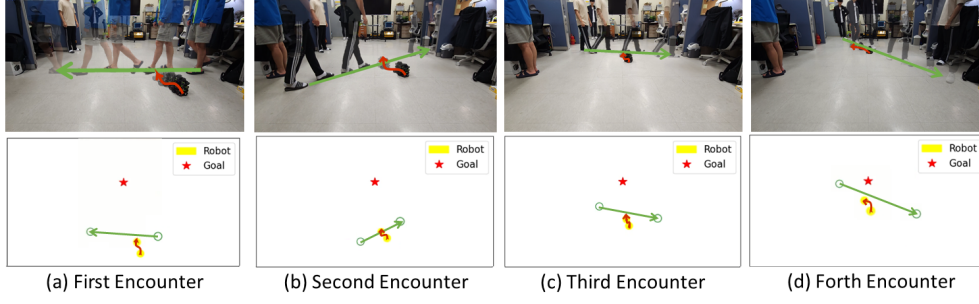 Robot
Goal
Robot
Goal
Robot
Goal
Robot
Goal
(a) First Encounter
(b) Second Encounter
(c) Third Encounter
(d) Forth Encounter